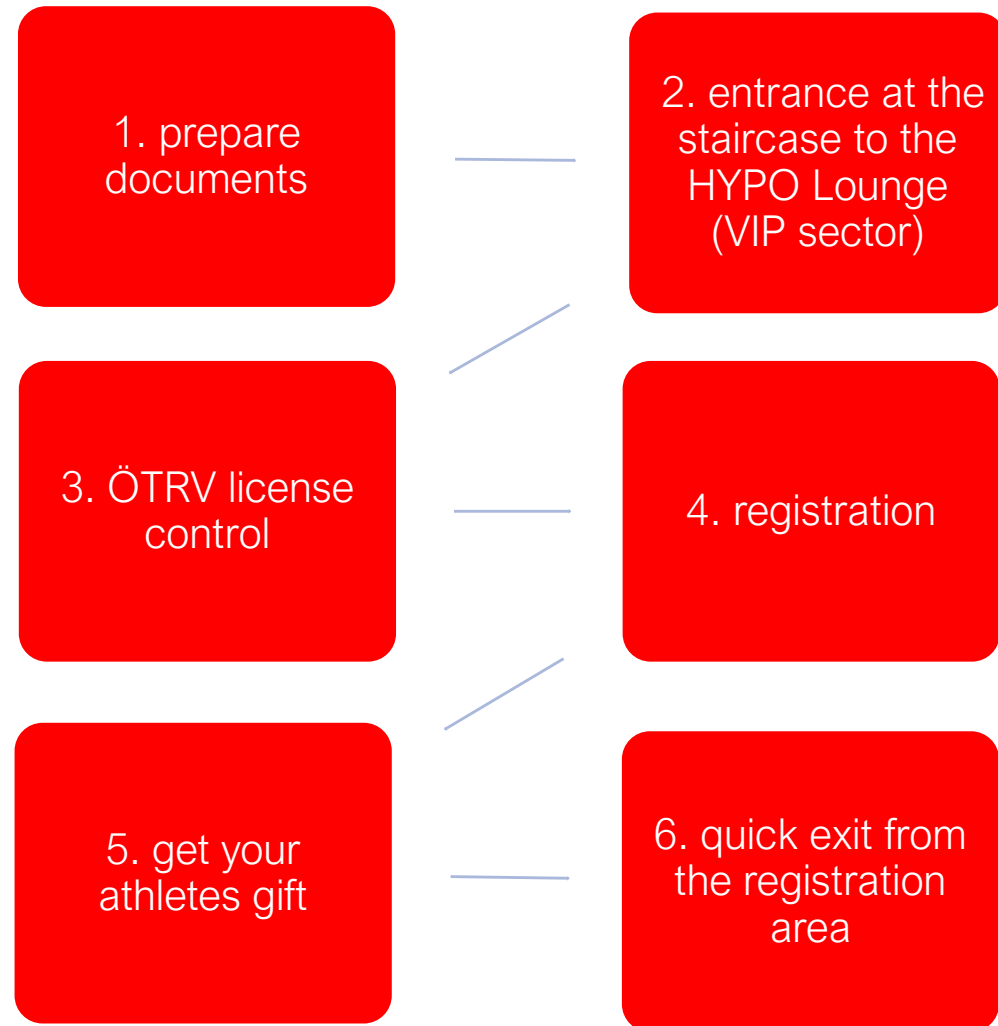 1. prepare
documents
2. entrance at the
staircase to the
HYPO Lounge
(VIP sector)
3. ÖTRV license
control
4. registration
5. get your
athletes gift
6. quick exit from
the registration
area